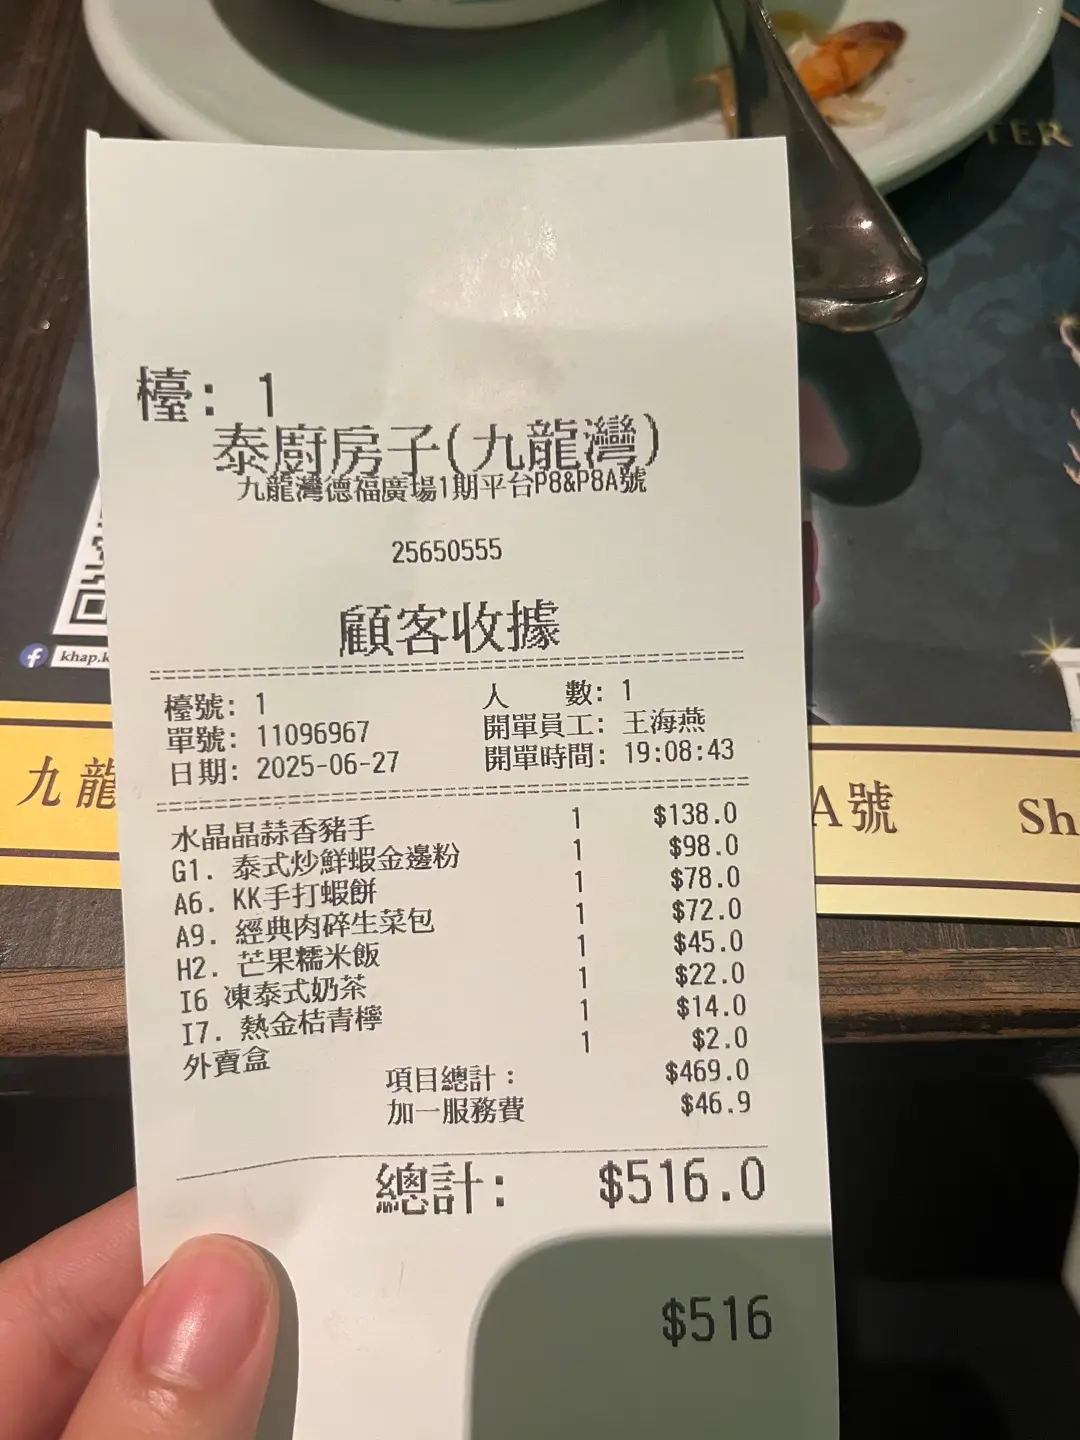 TER
檯: 1
泰廚房子(九龍灣)
九龍灣德福廣場1期平台P8&P8A號
25650555
顧客收據
檯號: 1 人 數: 1
單號: 11096967 開單員工: 王海燕
日期: 2025-06-27 開單時間: 19:08:43
水晶晶蒜香豬手 1 $138.0
G1. 泰式炒鮮蝦金邊粉 1 $98.0
A6. KK手打蝦餅 1 $78.0
A9. 經典肉碎生菜包 1 $72.0
H2. 芒果糯米飯 1 $45.0
I6 凍泰式奶茶 1 $22.0
I7. 熱金桔青檸 1 $14.0
外賣盒 1 $2.0
項目總計： $469.0
加一服務費 $46.9
總計: $516.0
$516
khap.k
九龍
A號 Sh